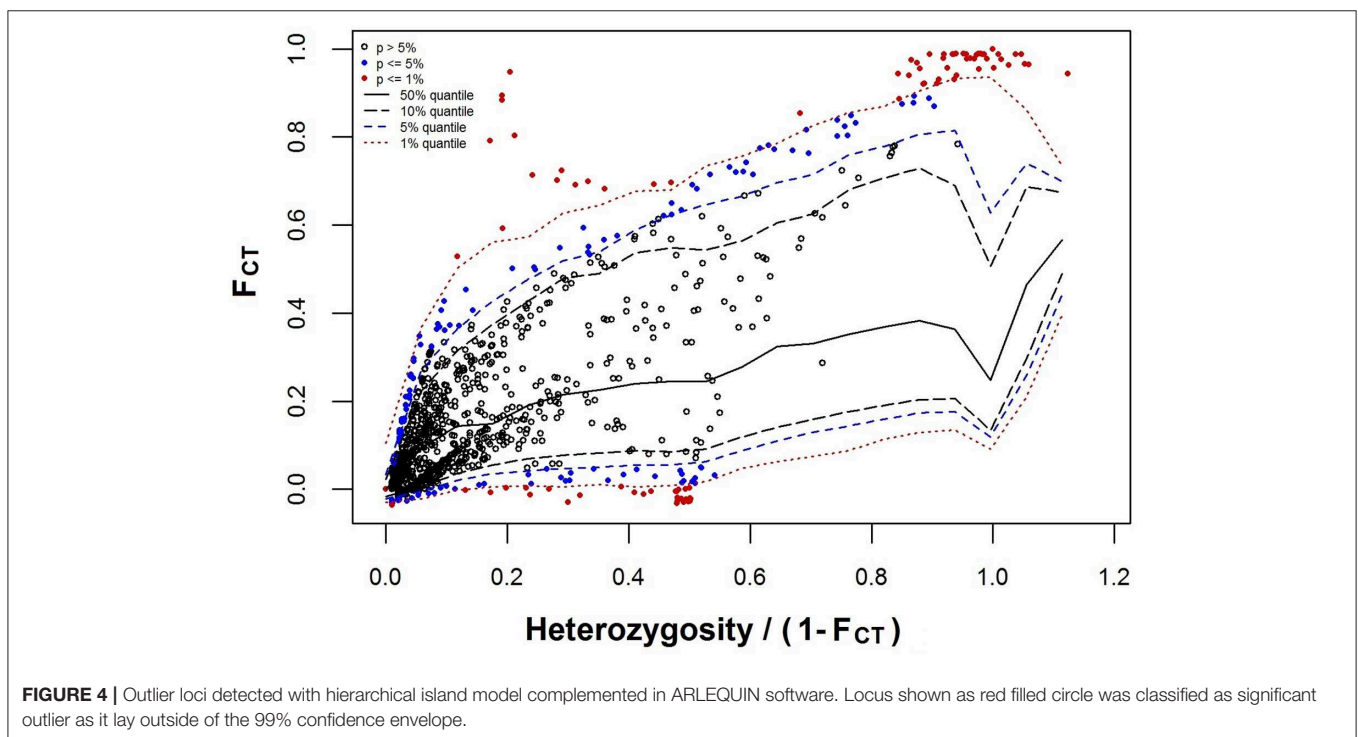 p > 5%
p <= 5%
p <= 1%
50% quantile
10% quantile
5% quantile
1% quantile
1.0
0.8
0.6
0.4
0.2
0.0
FCT
0.0 0.2 0.4 0.6 0.8 1.0 1.2
Heterozygosity / (1-FCT)
FIGURE 4 | Outlier loci detected with hierarchical island model complemented in ARLEQUIN software. Locus shown as red filled circle was classified as significant
outlier as it lay outside of the 99% confidence envelope.